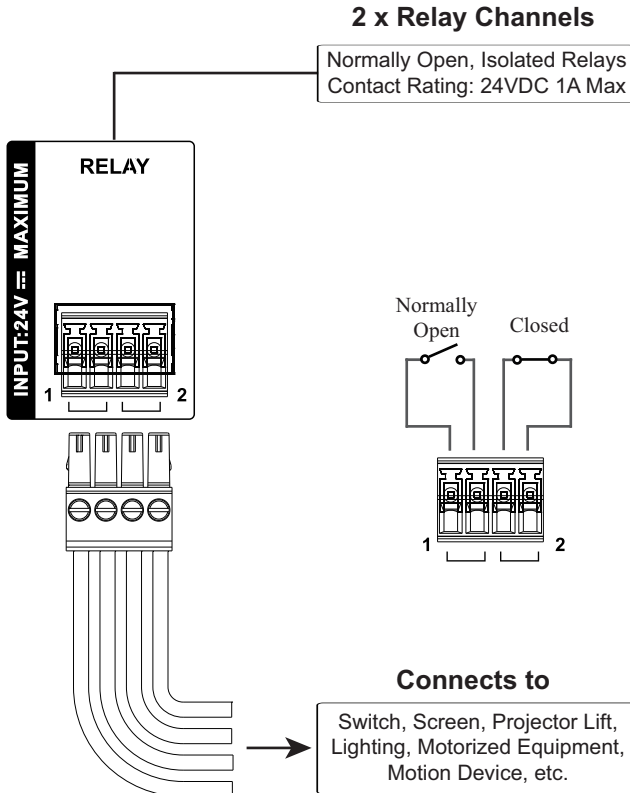 2 x Relay Channels
Normally Open, Isolated Relays
Contact Rating: 24VDC 1A Max
RELAY
INPUT:24V ⎓ MAXIMUM
1 2
Normally
Open
Closed
1 2
Connects to
Switch, Screen, Projector Lift,
Lighting, Motorized Equipment,
Motion Device, etc.